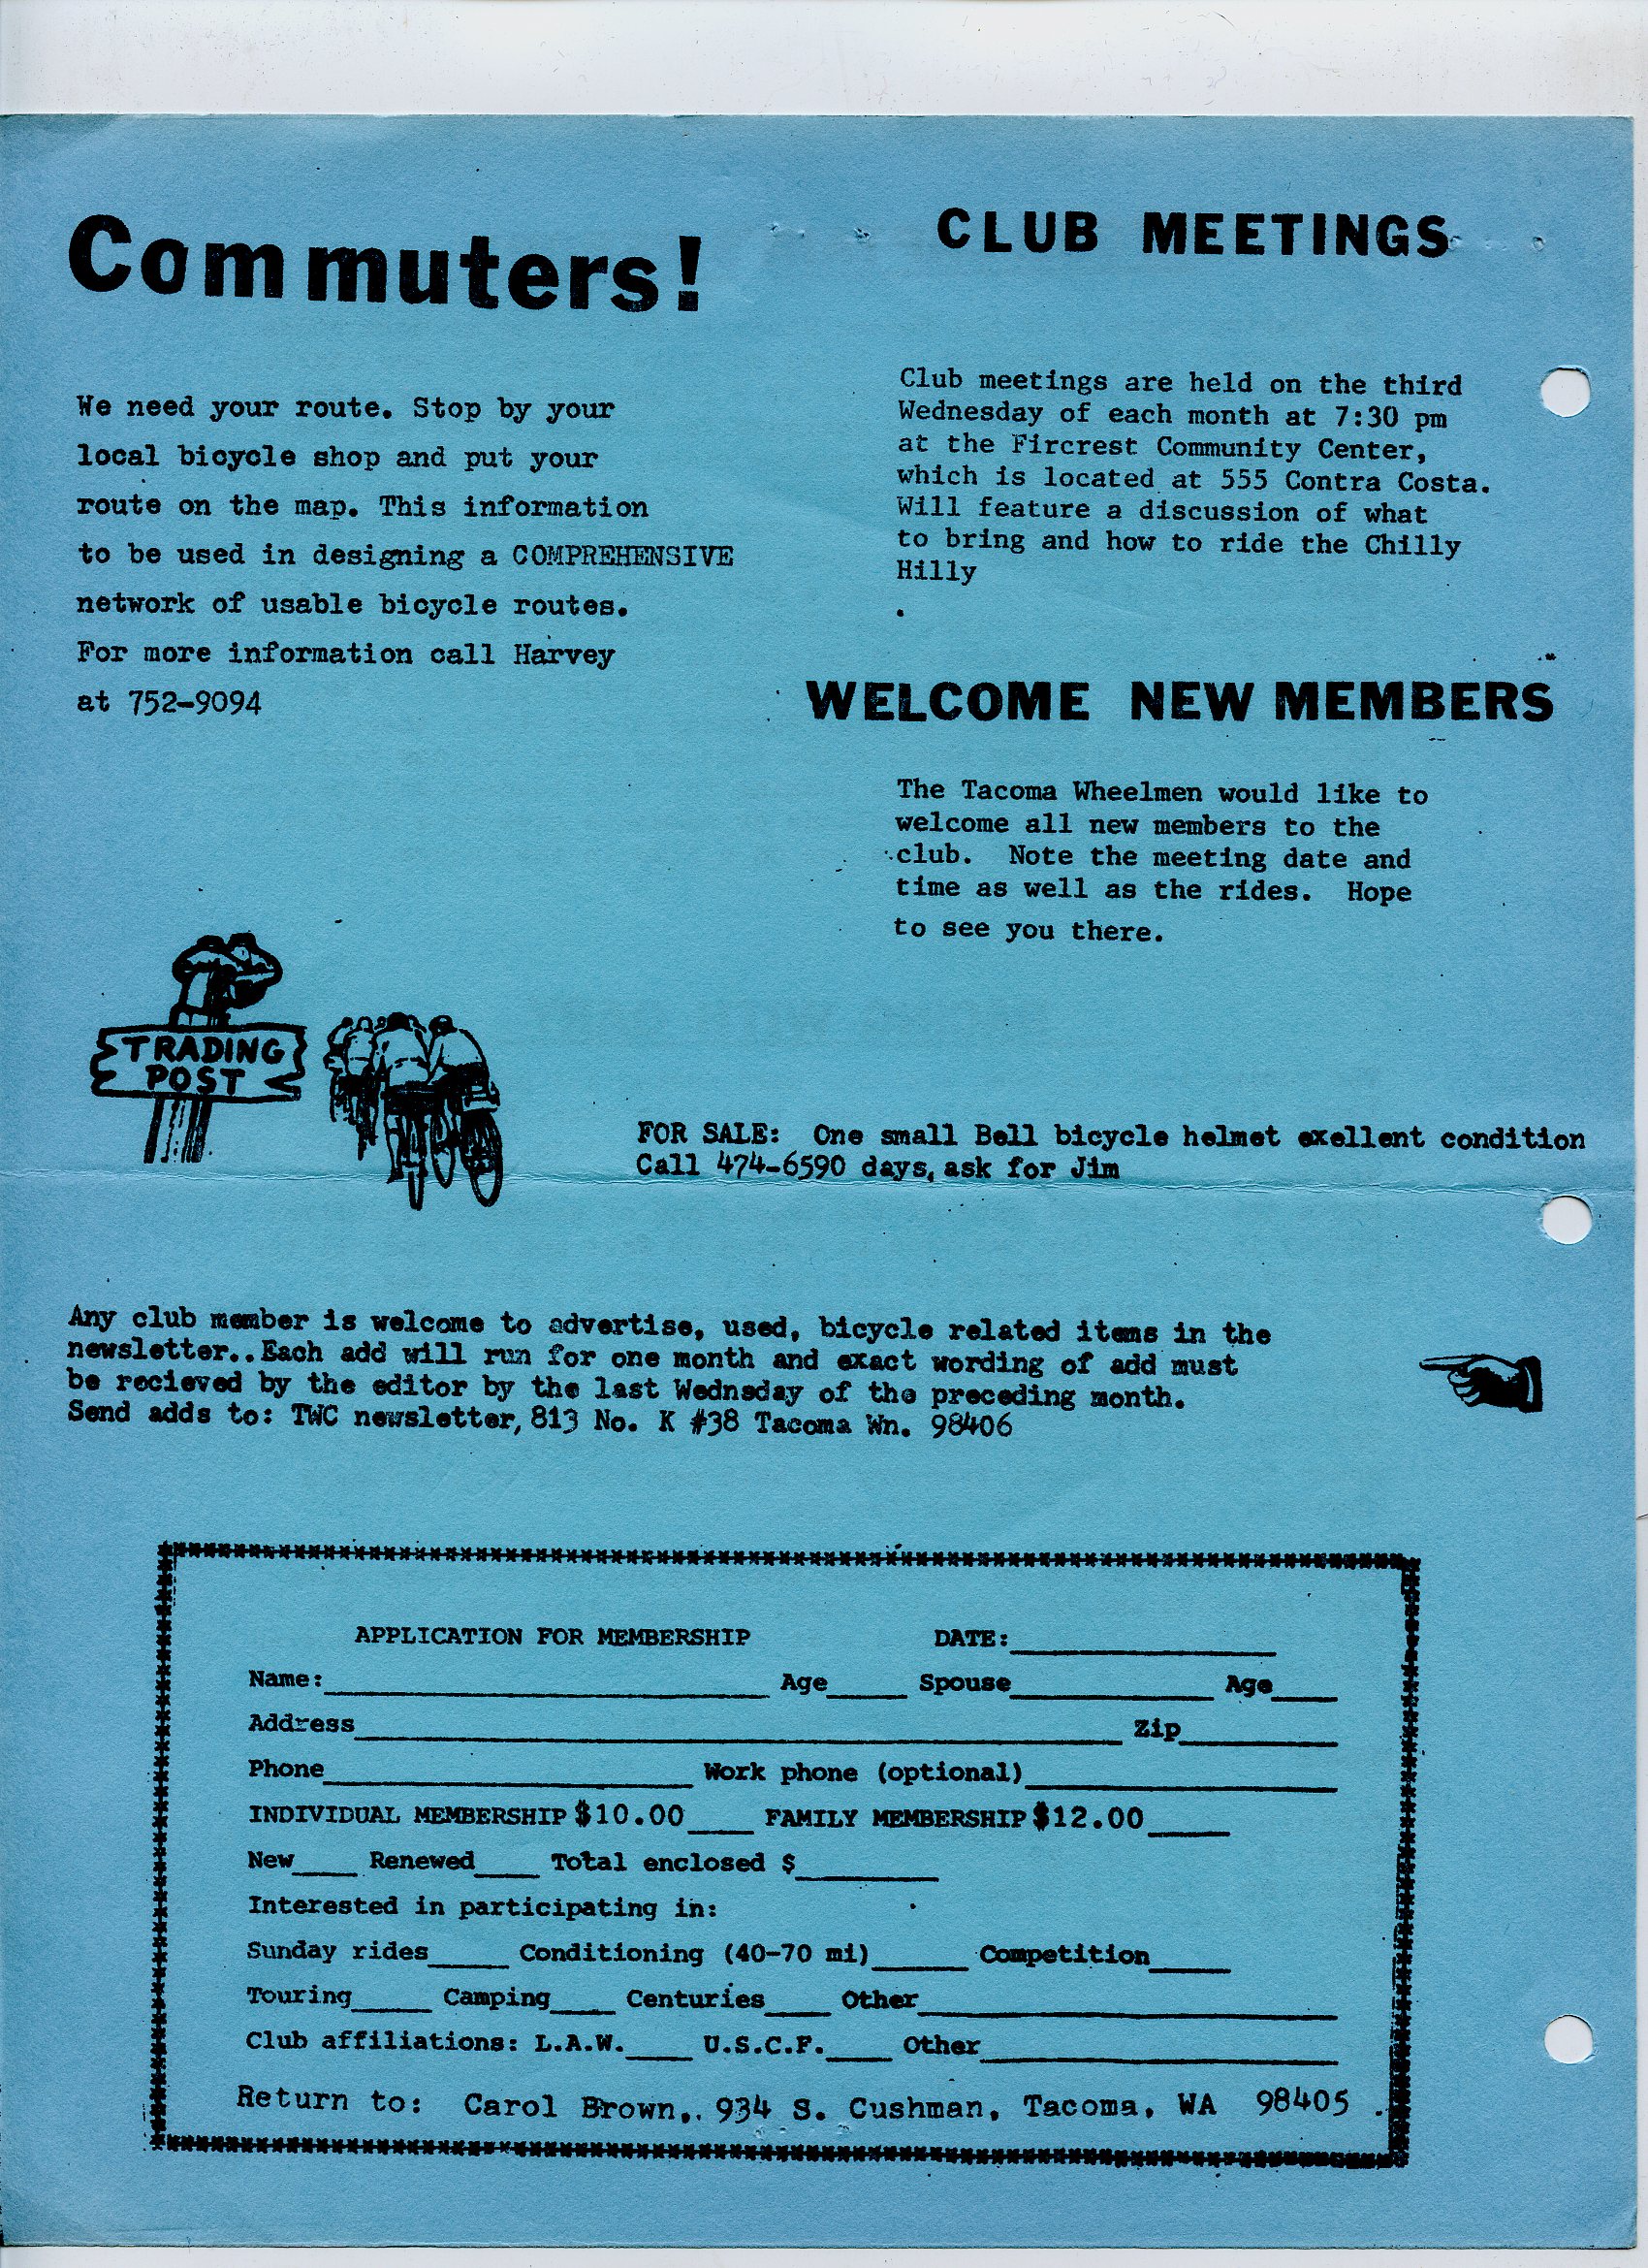 Commuters!
We need your route. Stop by your
local bicycle shop and put your
route on the map. This information
to be used in designing a COMPREHENSIVE
network of usable bicycle routes.
For more information call Harvey
at 752-9094
CLUB MEETINGS
Club meetings are held on the third
Wednesday of each month at 7:30 pm
at the Fircrest Community Center,
which is located at 555 Contra Costa.
Will feature a discussion of what
to bring and how to ride the Chilly
Hilly
.
WELCOME NEW MEMBERS
The Tacoma Wheelmen would like to
welcome all new members to the
club. Note the meeting date and
time as well as the rides. Hope
to see you there.
TRADING
POST
FOR SALE: One small Bell bicycle helmet exellent condition
Call 474-6590 days, ask for Jim
Any club member is welcome to advertise, used, bicycle related items in the
newsletter..Each add will run for one month and exact wording of add must
be recieved by the editor by the last Wednsday of the preceding month.
Send adds to: TWC newsletter, 813 No. K #38 Tacoma Wn. 98406
APPLICATION FOR MEMBERSHIP DATE:
Name: Age Spouse Age
Address Zip
Phone Work phone (optional)
INDIVIDUAL MEMBERSHIP $10.00 FAMILY MEMBERSHIP $12.00
New Renewed Total enclosed $
Interested in participating in:
Sunday rides Conditioning (40-70 mi) Competition
Touring Camping Centuries Other
Club affiliations: L.A.W. U.S.C.F. Other
Return to: Carol Brown,. 934 S. Cushman, Tacoma, WA 98405 .